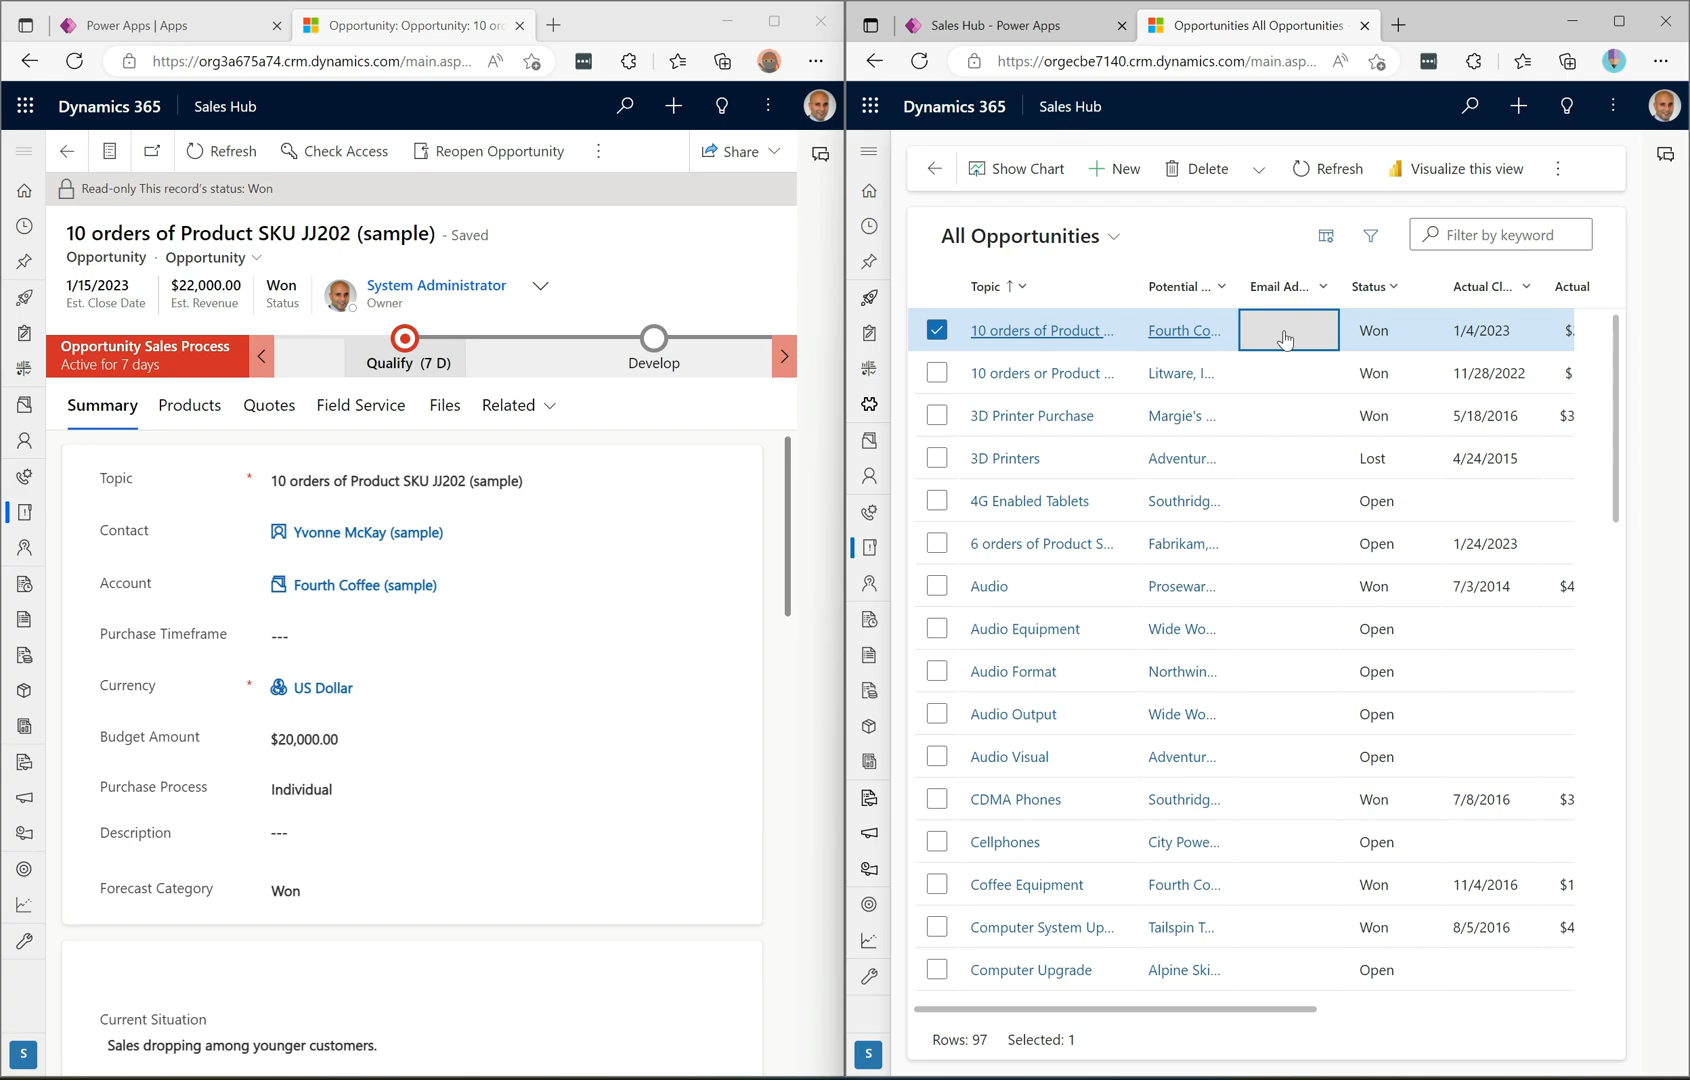 Power Apps | Apps
Opportunity: Opportunity: 10 or
https://org3a675a74.crm.dynamics.com/main.asp...
Dynamics 365
Sales Hub
Refresh
Check Access
Reopen Opportunity
Share
Read-only This record's status: Won
10 orders of Product SKU JJ202 (sample) - Saved
Opportunity · Opportunity
1/15/2023
Est. Close Date
$22,000.00
Est. Revenue
Won
Status
System Administrator
Owner
Opportunity Sales Process
Active for 7 days
Qualify (7 D)
Develop
Summary
Products
Quotes
Field Service
Files
Related
Topic * 10 orders of Product SKU JJ202 (sample)
Contact Yvonne McKay (sample)
Account Fourth Coffee (sample)
Purchase Timeframe ---
Currency * US Dollar
Budget Amount $20,000.00
Purchase Process Individual
Description ---
Forecast Category Won
Current Situation
Sales dropping among younger customers.
S
Sales Hub - Power Apps
Opportunities All Opportunities -
https://orgecbe7140.crm.dynamics.com/main.asp...
Dynamics 365
Sales Hub
Show Chart
New
Delete
Refresh
Visualize this view
All Opportunities
Filter by keyword
Topic ↑ Potential ... Email Ad... Status Actual Cl... Actual
10 orders of Product ... Fourth Co... Won 1/4/2023 $
10 orders or Product ... Litware, I... Won 11/28/2022 $
3D Printer Purchase Margie's ... Won 5/18/2016 $3
3D Printers Adventur... Lost 4/24/2015
4G Enabled Tablets Southridg... Open
6 orders of Product S... Fabrikam,... Open 1/24/2023
Audio Prosewar... Won 7/3/2014 $4
Audio Equipment Wide Wo... Open
Audio Format Northwin... Open
Audio Output Wide Wo... Open
Audio Visual Adventur... Open
CDMA Phones Southridg... Won 7/8/2016 $3
Cellphones City Powe... Open
Coffee Equipment Fourth Co... Won 11/4/2016 $1
Computer System Up... Tailspin T... Won 8/5/2016 $4
Computer Upgrade Alpine Ski... Open
Rows: 97 Selected: 1
S